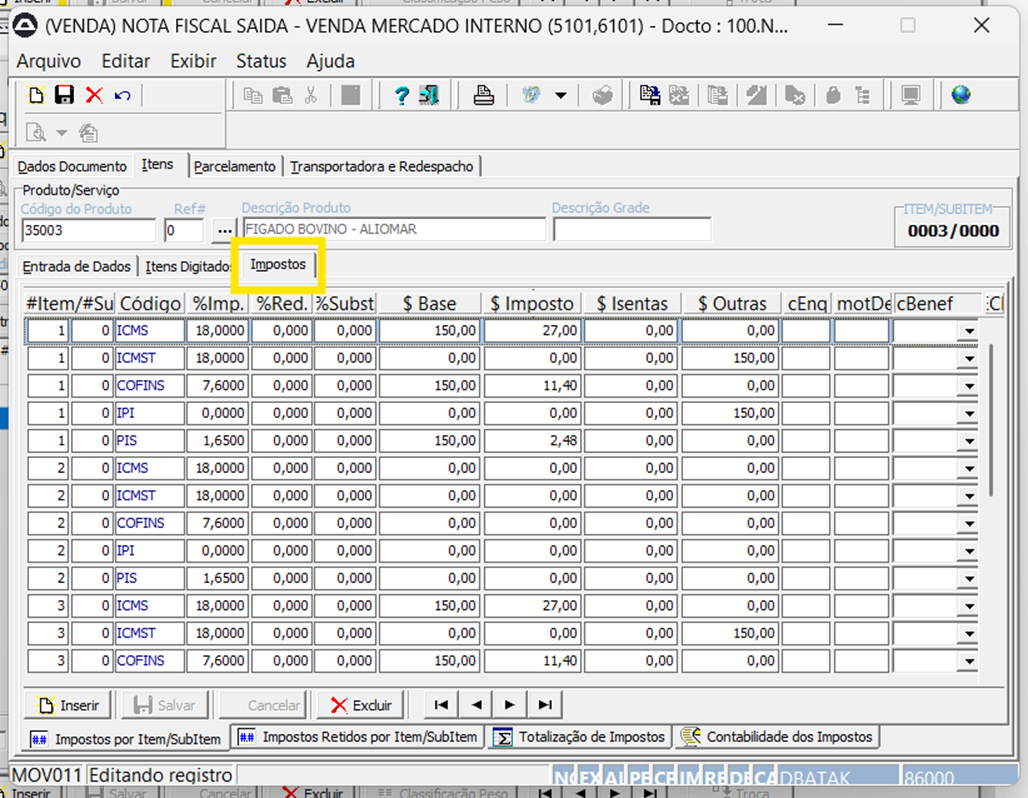 (VENDA) NOTA FISCAL SAIDA - VENDA MERCADO INTERNO (5101,6101) - Docto : 100.N...
Arquivo Editar Exibir Status Ajuda
Dados Documento Itens Parcelamento Transportadora e Redespacho
Produto/Serviço
Código do Produto Ref# Descrição Produto Descrição Grade ITEM/SUBITEM
35003 0 ... FIGADO BOVINO - ALIOMAR 0003/0000
Entrada de Dados Itens Digitados Impostos
#Item/#Su Código %Imp. %Red. %Subst $ Base $ Imposto $ Isentas $ Outras cEnq motDe cBenef
1 0 ICMS 18,0000 0,000 0,000 150,00 27,00 0,00 0,00
1 0 ICMST 18,0000 0,000 0,000 0,00 0,00 0,00 150,00
1 0 COFINS 7,6000 0,000 0,000 150,00 11,40 0,00 0,00
1 0 IPI 0,0000 0,000 0,000 0,00 0,00 0,00 150,00
1 0 PIS 1,6500 0,000 0,000 150,00 2,48 0,00 0,00
2 0 ICMS 18,0000 0,000 0,000 0,00 0,00 0,00 0,00
2 0 ICMST 18,0000 0,000 0,000 0,00 0,00 0,00 0,00
2 0 COFINS 7,6000 0,000 0,000 0,00 0,00 0,00 0,00
2 0 IPI 0,0000 0,000 0,000 0,00 0,00 0,00 0,00
2 0 PIS 1,6500 0,000 0,000 0,00 0,00 0,00 0,00
3 0 ICMS 18,0000 0,000 0,000 150,00 27,00 0,00 0,00
3 0 ICMST 18,0000 0,000 0,000 0,00 0,00 0,00 150,00
3 0 COFINS 7,6000 0,000 0,000 150,00 11,40 0,00 0,00
Inserir Salvar Cancelar Excluir
Impostos por Item/SubItem Impostos Retidos por Item/SubItem Totalização de Impostos Contabilidade dos Impostos
MOV011 Editando registro DBATAK 86000
Inserir Salvar Cancelar Excluir Classificação Peso Troca